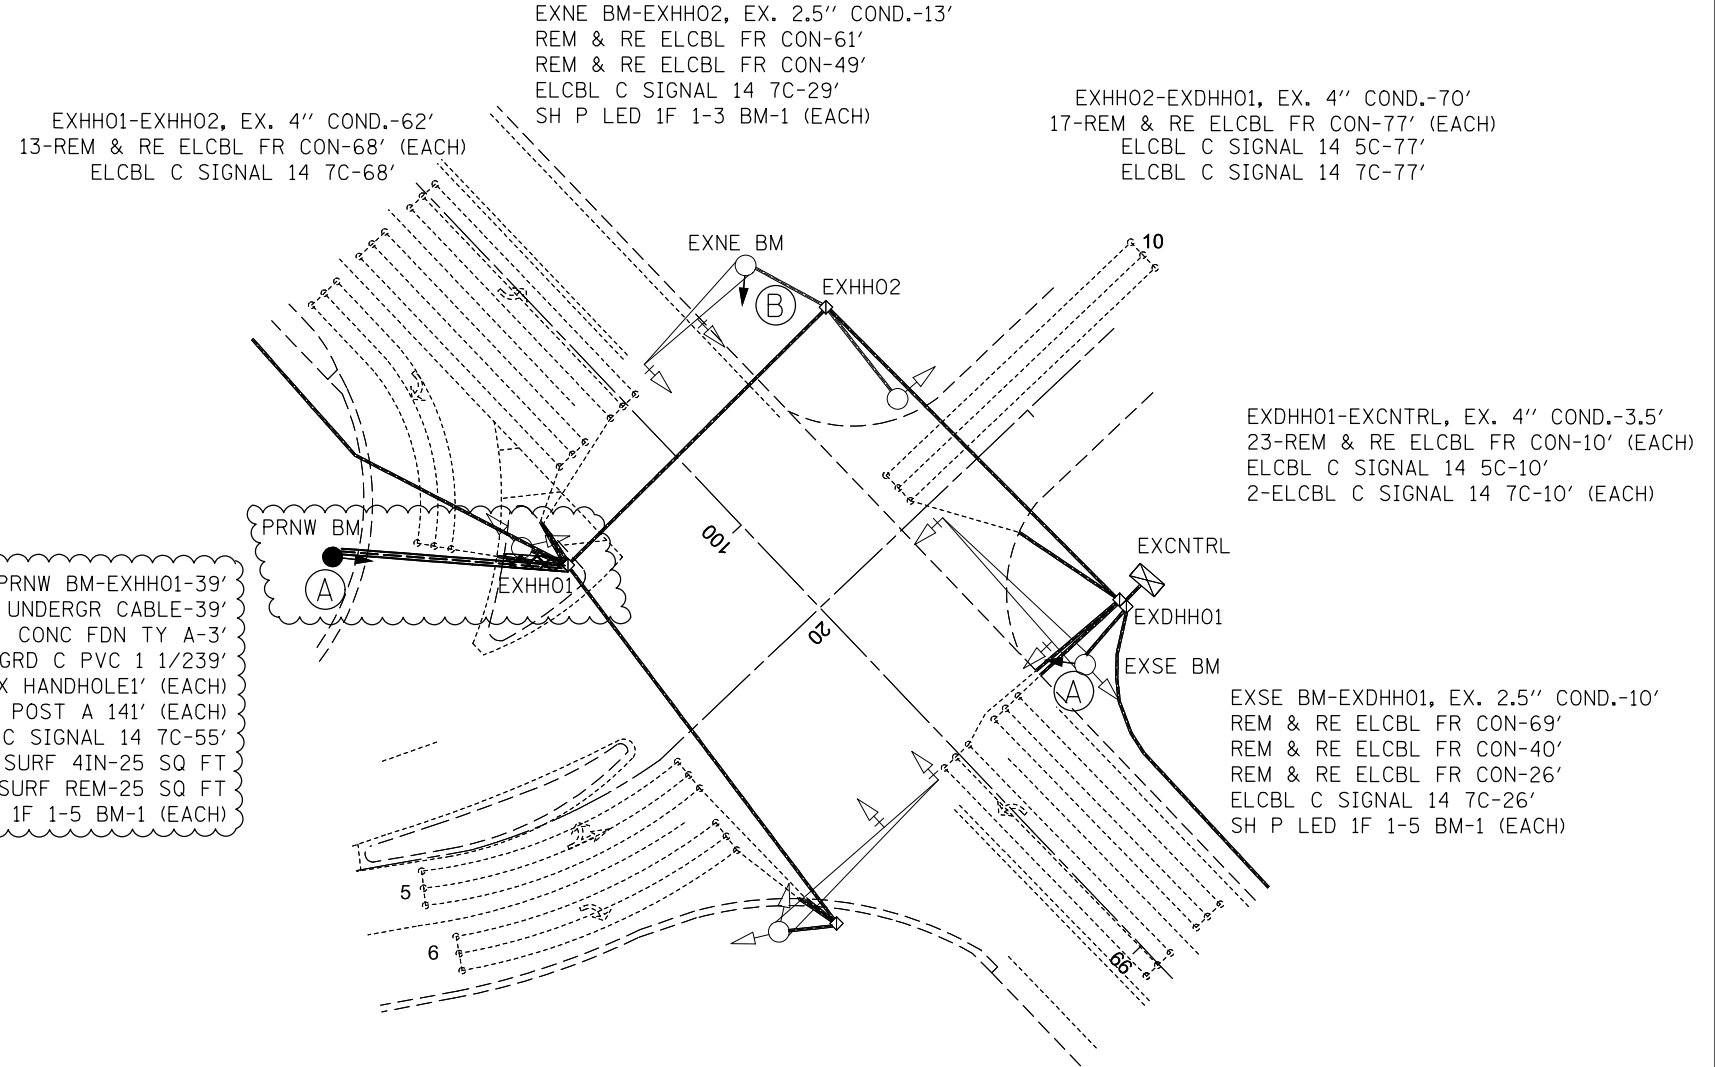 EXNE BM-EXHH02, EX. 2.5'' COND.-13'
REM & RE ELCBL FR CON-61'
REM & RE ELCBL FR CON-49'
ELCBL C SIGNAL 14 7C-29'
SH P LED 1F 1-3 BM-1 (EACH)
EXHH01-EXHH02, EX. 4'' COND.-62'
13-REM & RE ELCBL FR CON-68' (EACH)
ELCBL C SIGNAL 14 7C-68'
EXHH02-EXDHH01, EX. 4'' COND.-70'
17-REM & RE ELCBL FR CON-77' (EACH)
ELCBL C SIGNAL 14 5C-77'
ELCBL C SIGNAL 14 7C-77'
EXNE BM
10
EXHH02
B
EXDHH01-EXCNTRL, EX. 4'' COND.-3.5'
23-REM & RE ELCBL FR CON-10' (EACH)
ELCBL C SIGNAL 14 5C-10'
2-ELCBL C SIGNAL 14 7C-10' (EACH)
PRNW BM
100
EXCNTRL
EXHH01
A
EXDHH01
20
EXSE BM
A
PRNW BM-EXHH01-39'
UNDERGR CABLE-39'
CONC FDN TY A-3'
GRD C PVC 1 1/239'
X HANDHOLE1' (EACH)
POST A 141' (EACH)
C SIGNAL 14 7C-55'
SURF 4IN-25 SQ FT
SURF REM-25 SQ FT
1F 1-5 BM-1 (EACH)
EXSE BM-EXDHH01, EX. 2.5'' COND.-10'
REM & RE ELCBL FR CON-69'
REM & RE ELCBL FR CON-40'
REM & RE ELCBL FR CON-26'
ELCBL C SIGNAL 14 7C-26'
SH P LED 1F 1-5 BM-1 (EACH)
5
6
99